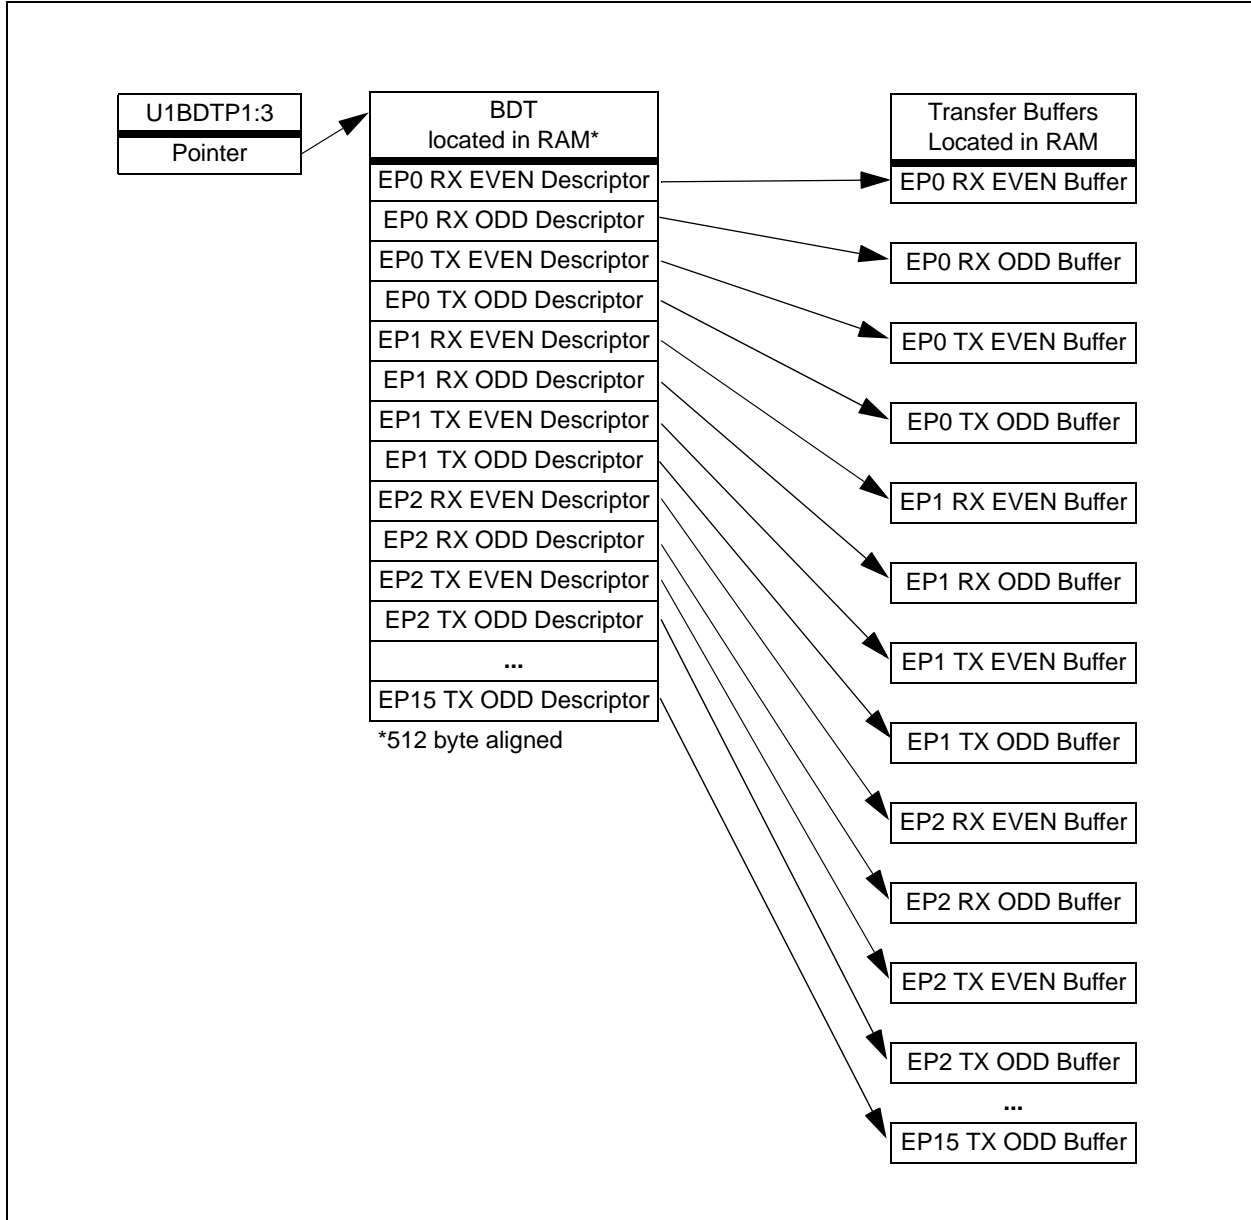 U1BDTP1:3
Pointer
BDT
located in RAM*
EP0 RX EVEN Descriptor
EP0 RX ODD Descriptor
EP0 TX EVEN Descriptor
EP0 TX ODD Descriptor
EP1 RX EVEN Descriptor
EP1 RX ODD Descriptor
EP1 TX EVEN Descriptor
EP1 TX ODD Descriptor
EP2 RX EVEN Descriptor
EP2 RX ODD Descriptor
EP2 TX EVEN Descriptor
EP2 TX ODD Descriptor
...
EP15 TX ODD Descriptor
*512 byte aligned
Transfer Buffers
Located in RAM
EP0 RX EVEN Buffer
EP0 RX ODD Buffer
EP0 TX EVEN Buffer
EP0 TX ODD Buffer
EP1 RX EVEN Buffer
EP1 RX ODD Buffer
EP1 TX EVEN Buffer
EP1 TX ODD Buffer
EP2 RX EVEN Buffer
EP2 RX ODD Buffer
EP2 TX EVEN Buffer
EP2 TX ODD Buffer
...
EP15 TX ODD Buffer